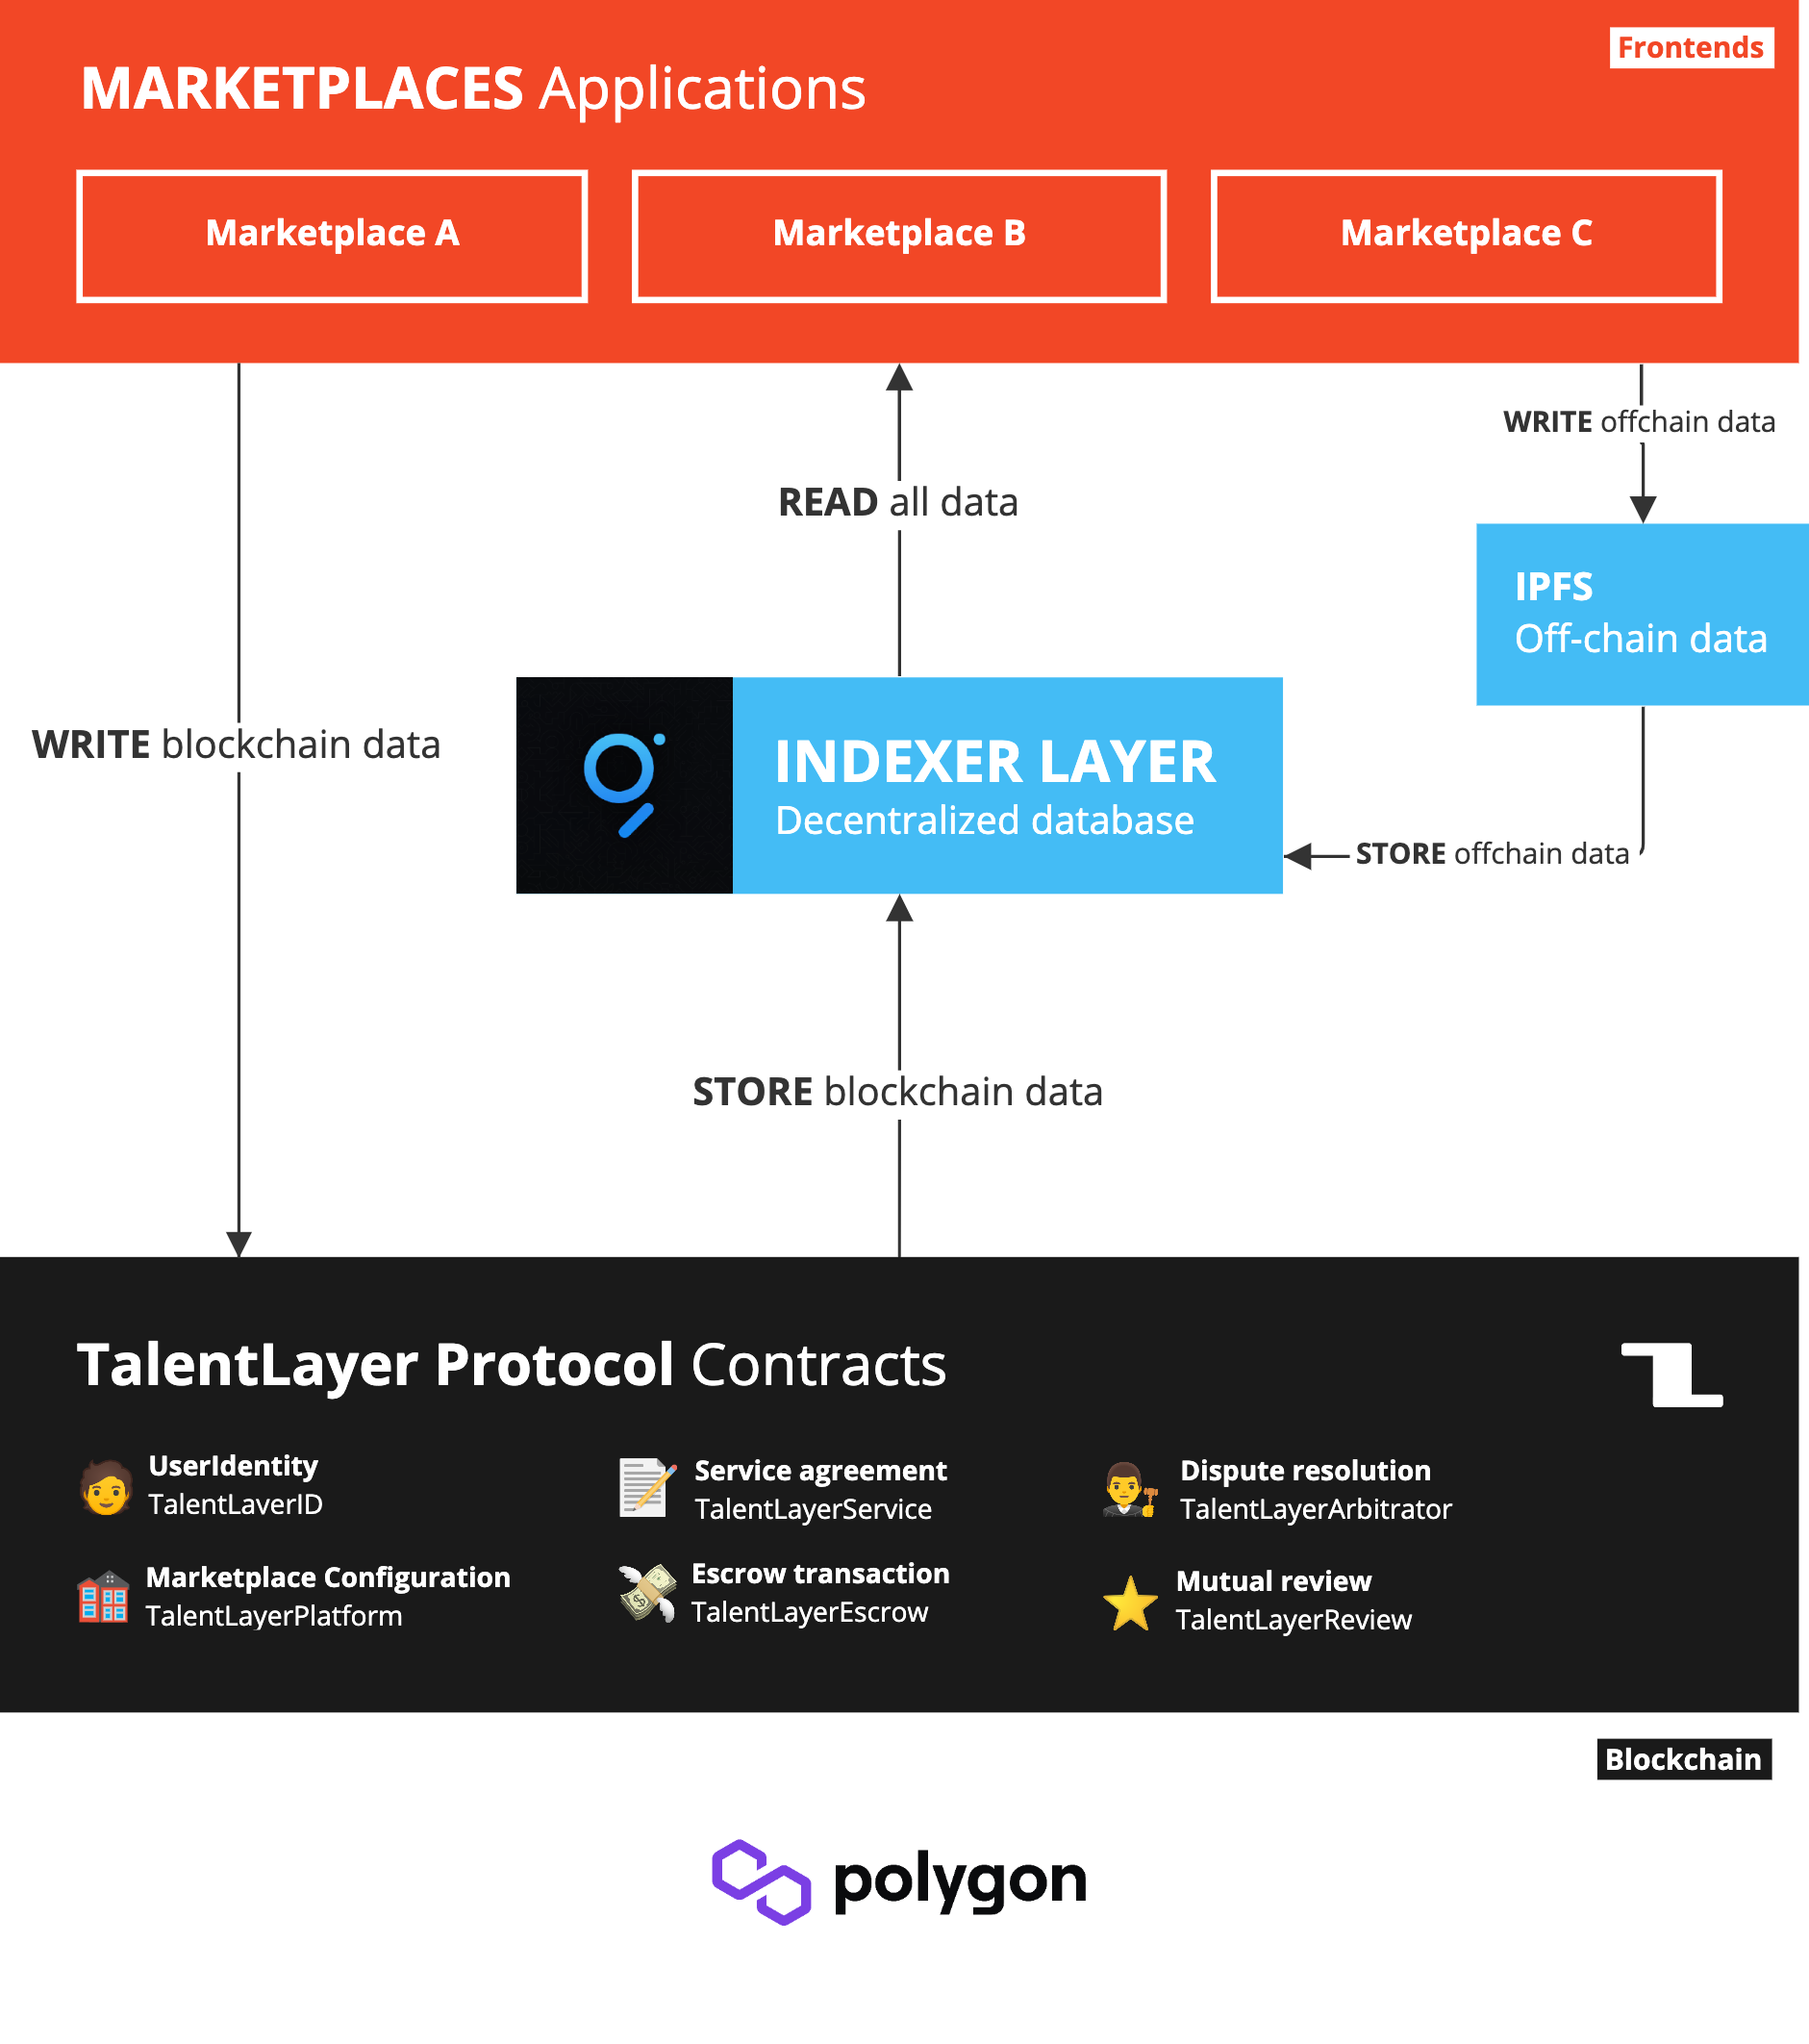 Frontends
MARKETPLACES Applications
Marketplace A
Marketplace B
Marketplace C
WRITE offchain data
READ all data
IPFS
Off-chain data
WRITE blockchain data
INDEXER LAYER
Decentralized database
STORE offchain data
STORE blockchain data
TalentLayer Protocol Contracts
UserIdentity
TalentLaverID
Service agreement
TalentLayerService
Dispute resolution
TalentLayerArbitrator
Marketplace Configuration
TalentLayerPlatform
Escrow transaction
TalentLayerEscrow
Mutual review
TalentLayerReview
Blockchain
polygon